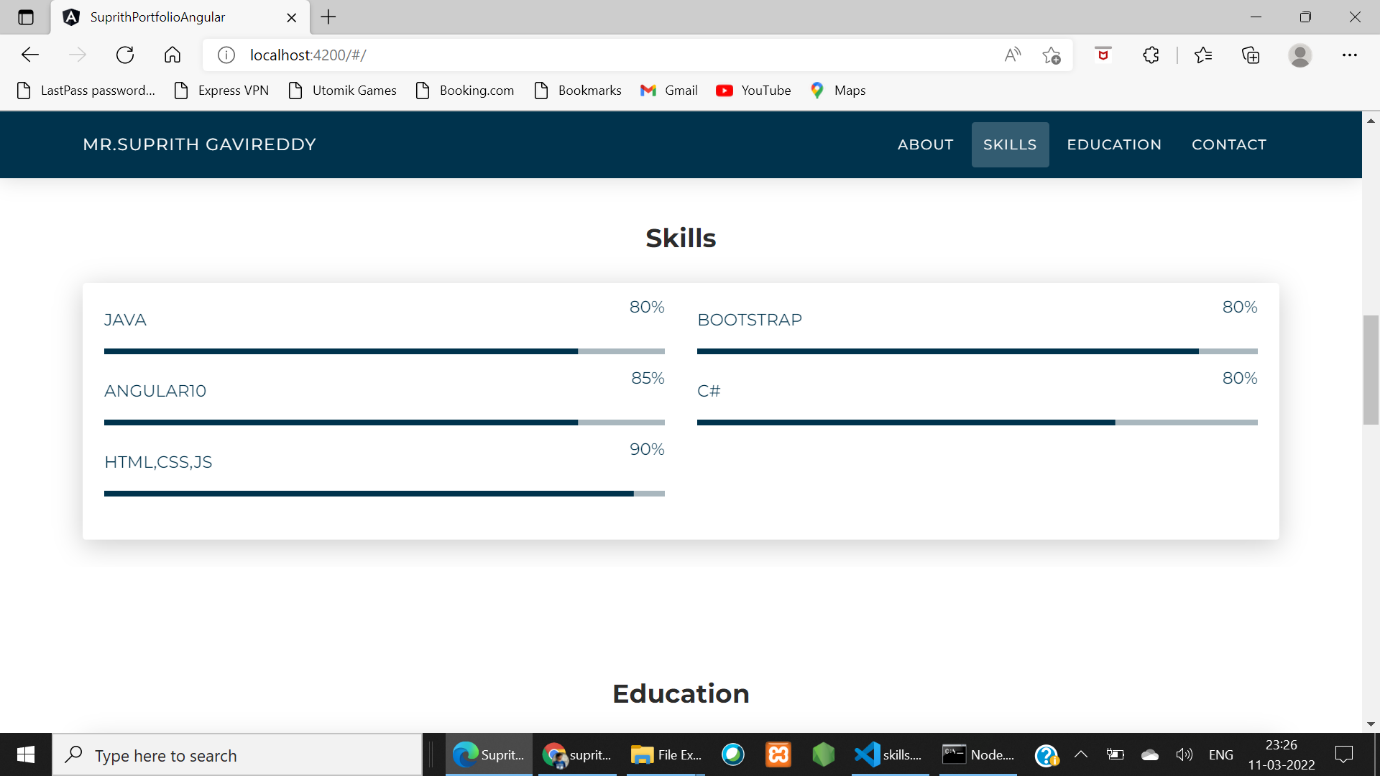 SuprithPortfolioAngular
localhost:4200/#/
LastPass password... Express VPN Utomik Games Booking.com Bookmarks Gmail YouTube Maps
MR.SUPRITH GAVIREDDY ABOUT SKILLS EDUCATION CONTACT
Skills
JAVA 80%
BOOTSTRAP 80%
ANGULAR10 85%
C# 80%
HTML,CSS,JS 90%
Education
Type here to search
Suprit... suprit... File Ex... skills.... Node.... ENG
23:26
11-03-2022